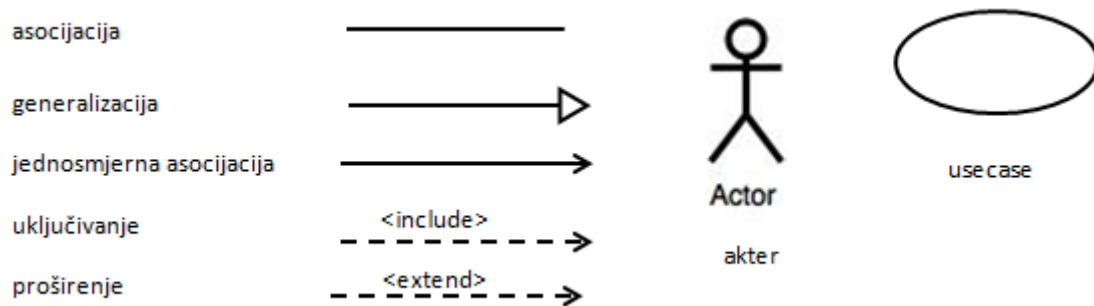 asocijacija
generalizacija
jednosmjerna asocijacija
uključivanje
<include>
proširenje
<extend>
Actor
akter
usecase